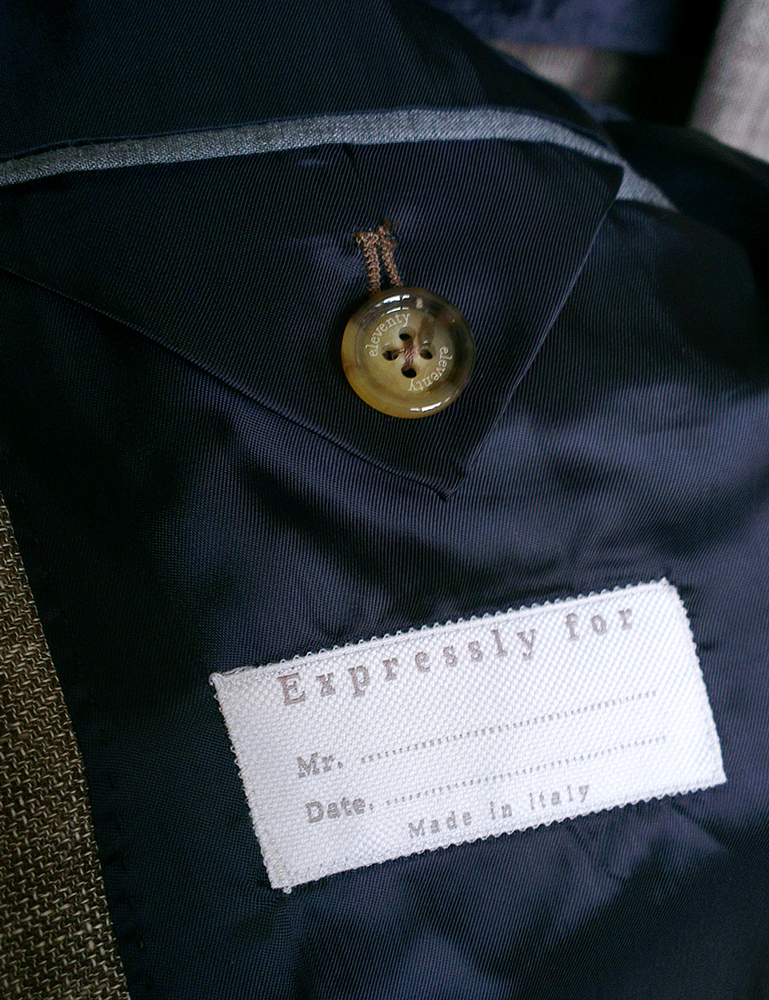 eleventy
eleventy
Expressly for
Mr. ........................................
Date. ........................................
Made in Italy